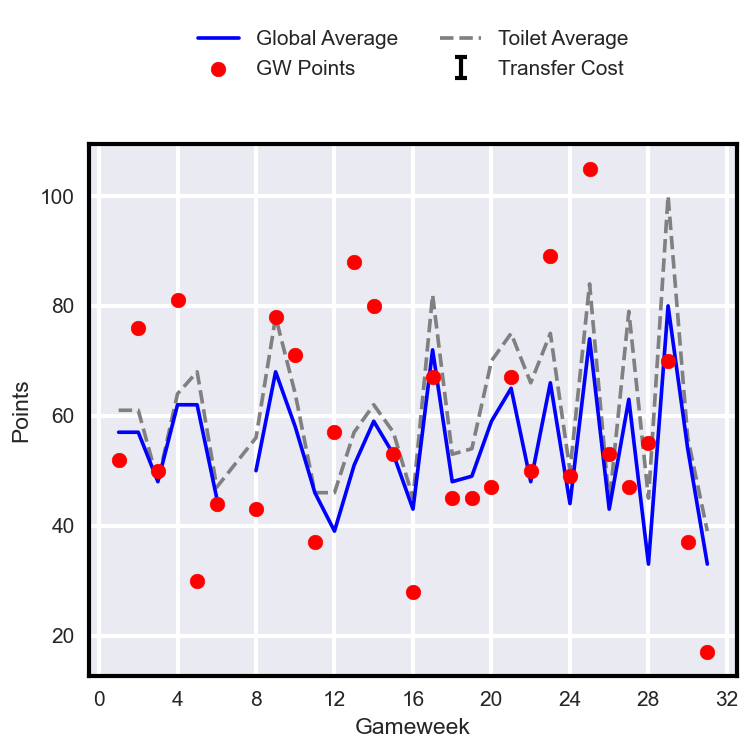 Global Average
Toilet Average
GW Points
Transfer Cost
100
80
60
40
20
Points
0 4 8 12 16 20 24 28 32
Gameweek